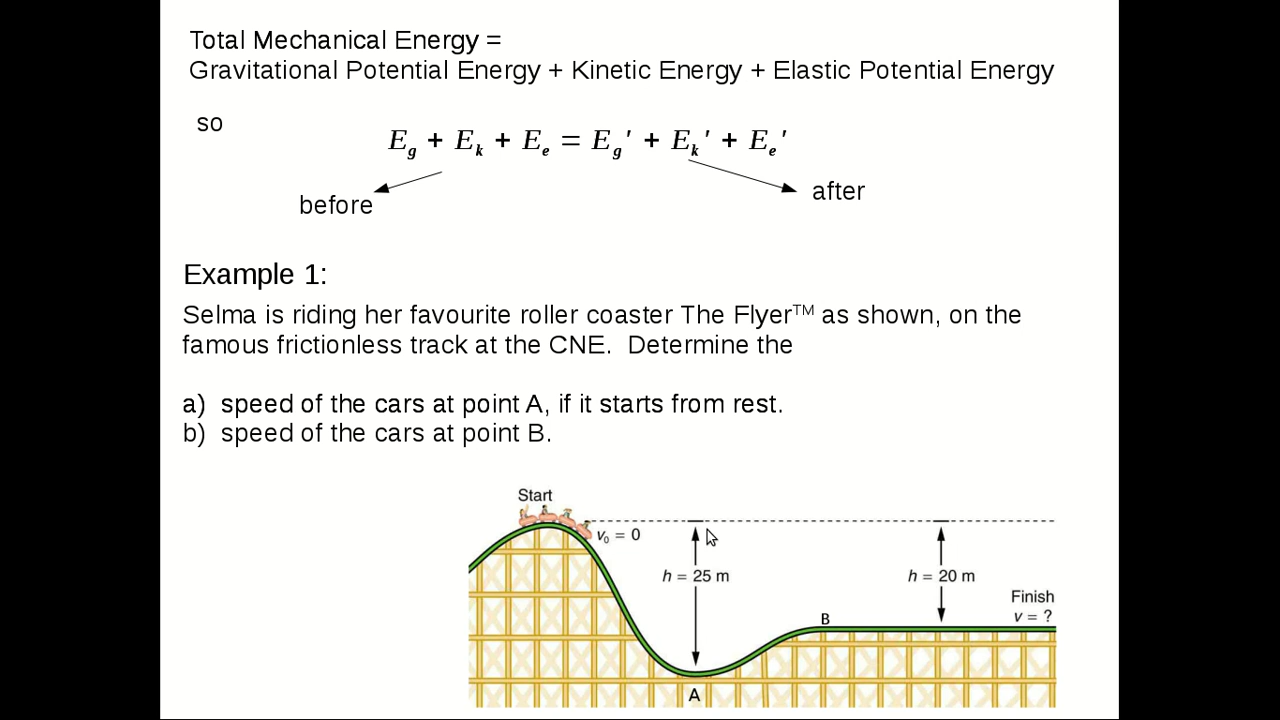 Total Mechanical Energy =
Gravitational Potential Energy + Kinetic Energy + Elastic Potential Energy
so
E_g + E_k + E_e = E_g' + E_k' + E_e'
before
after
Example 1:
Selma is riding her favourite roller coaster The Flyer™ as shown, on the
famous frictionless track at the CNE. Determine the
a) speed of the cars at point A, if it starts from rest.
b) speed of the cars at point B.
Start
v₀ = 0
h = 25 m
h = 20 m
Finish
v = ?
B
A